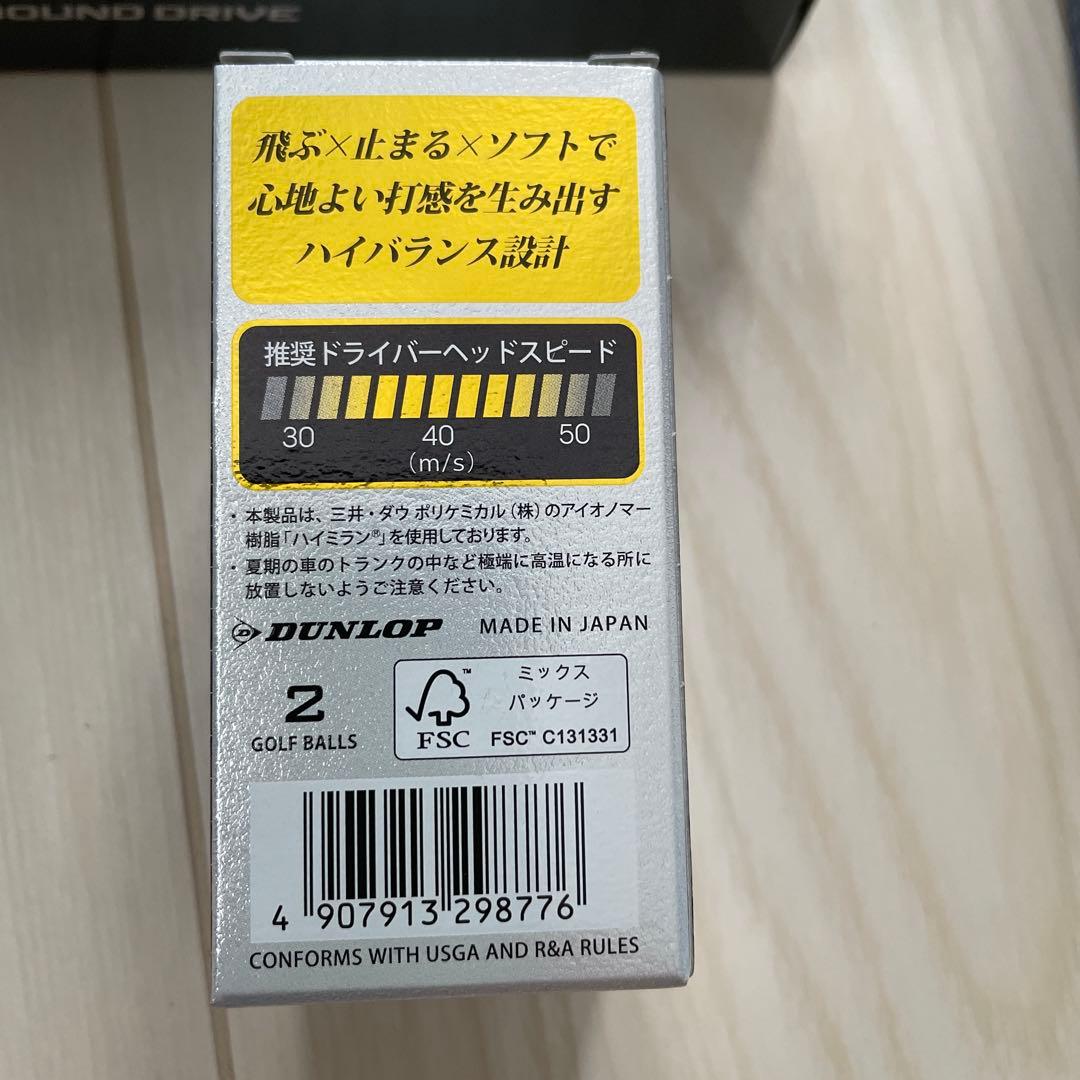 BOUND DRIVE
飛ぶ×止まる×ソフトで
心地よい打感を生み出す
ハイバランス設計
推奨ドライバーヘッドスピード
30 40 50
(m/s)
・本製品は、三井・ダウ ポリケミカル(株)のアイオノマー
樹脂「ハイミラン®」を使用しております。
・夏期の車のトランクの中など極端に高温になる所に
放置しないようご注意ください。
D DUNLOP MADE IN JAPAN
2
GOLF BALLS
FSC™
ミックス
パッケージ
FSC™ C131331
4 907913 298776
CONFORMS WITH USGA AND R&A RULES